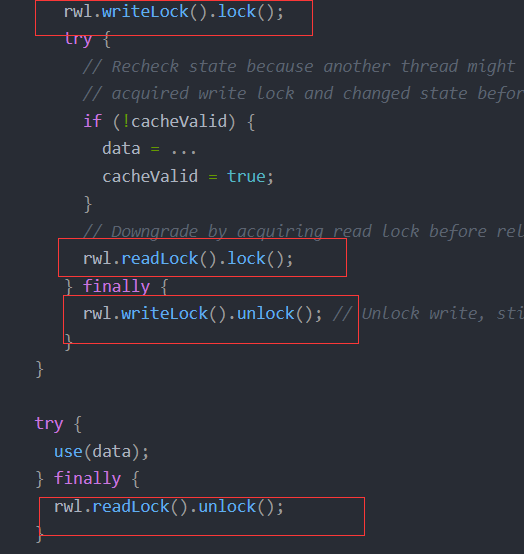 rwl.writeLock().lock();
try {
// Recheck state because another thread might
// acquired write lock and changed state befor
if (!cacheValid) {
data = ...
cacheValid = true;
}
// Downgrade by acquiring read lock before rel
rwl.readLock().lock();
} finally {
rwl.writeLock().unlock(); // Unlock write, sti
}
}
try {
use(data);
} finally {
rwl.readLock().unlock();
}